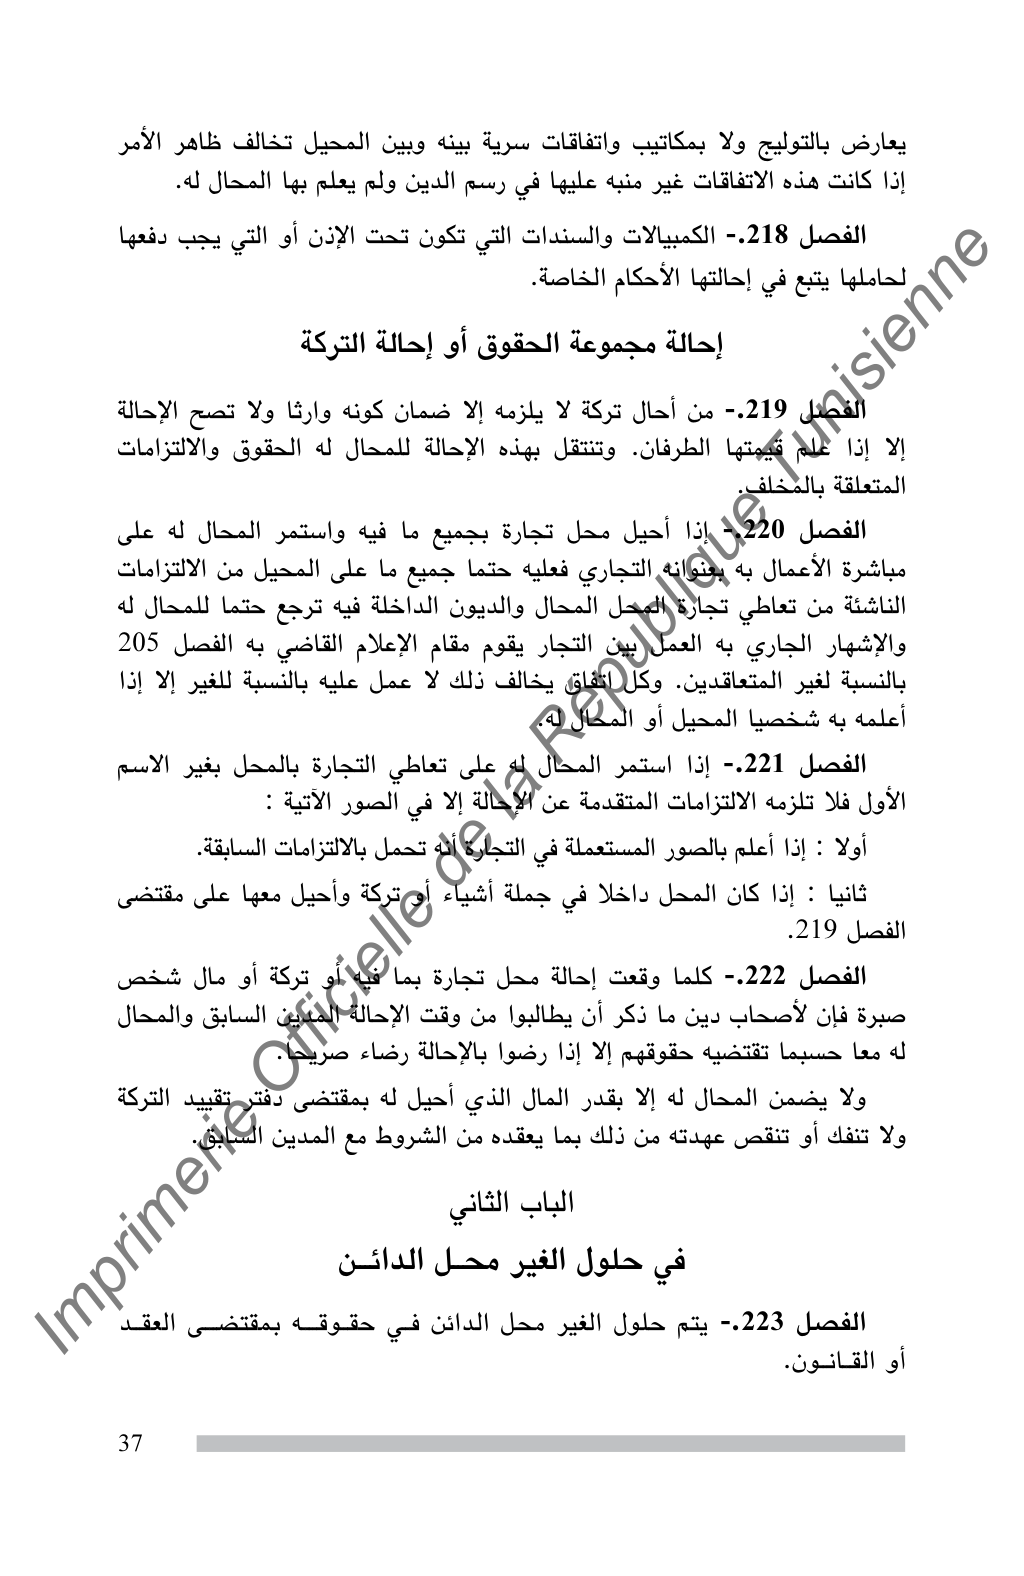 يعارض بالتوليج ولا بمكاتيب واتفاقات سرية بينه وبين المحيل تخالف ظاهر الأمر
إذا كانت هذه الاتفاقات غير منبه عليها في رسم الدين ولم يعلم بها المحال له.
الفصل 218.- الكمبيالات والسندات التي تكون تحت الإذن أو التي يجب دفعها
لحاملها يتبع في إحالتها الأحكام الخاصة.
إحالة مجموعة الحقوق أو إحالة التركة
الفصل 219.- من أحال تركة لا يلزمه إلا ضمان كونه وارثا ولا تصح الإحالة
إلا إذا علم قيمتها الطرفان. وتنتقل بهذه الإحالة للمحال له الحقوق والالتزامات
المتعلقة بالمخلف.
الفصل 220.- إذا أحيل محل تجارة بجميع ما فيه واستمر المحال له على
مباشرة الأعمال به بعنوانه التجاري فعليه حتما جميع ما على المحيل من الالتزامات
الناشئة من تعاطي تجارة المحل المحال والديون الداخلة فيه ترجع حتما للمحال له
والإشهار الجاري به العمل بين التجار يقوم مقام الإعلام القاضي به الفصل 205
بالنسبة لغير المتعاقدين. وكل اتفاق يخالف ذلك لا عمل عليه بالنسبة للغير إلا إذا
أعلمه به شخصيا المحيل أو المحال له.
الفصل 221.- إذا استمر المحال له على تعاطي التجارة بالمحل بغير الاسم
الأول فلا تلزمه الالتزامات المتقدمة عن الإحالة إلا في الصور الآتية :
أولا : إذا أعلم بالصور المستعملة في التجارة أنه تحمل بالالتزامات السابقة.
ثانيا : إذا كان المحل داخلا في جملة أشياء أو تركة وأحيل معها على مقتضى
الفصل 219.
الفصل 222.- كلما وقعت إحالة محل تجارة بما فيه أو تركة أو مال شخص
صبرة فإن لأصحاب دين ما ذكر أن يطالبوا من وقت الإحالة المدين السابق والمحال
له معا حسبما تقتضيه حقوقهم إلا إذا رضوا بالإحالة رضاء صريحا.
ولا يضمن المحال له إلا بقدر المال الذي أحيل له بمقتضى دفتر تقييد التركة
ولا تنفك أو تنقص عهدته من ذلك بما يعقده من الشروط مع المدين السابق.
الباب الثاني
في حلول الغير محـل الدائـن
الفصل 223.- يتم حلول الغير محل الدائن فـي حقـوقـه بمقتضـى العقـد
أو القـانـون.
37
Imprimerie Officielle de la République Tunisienne